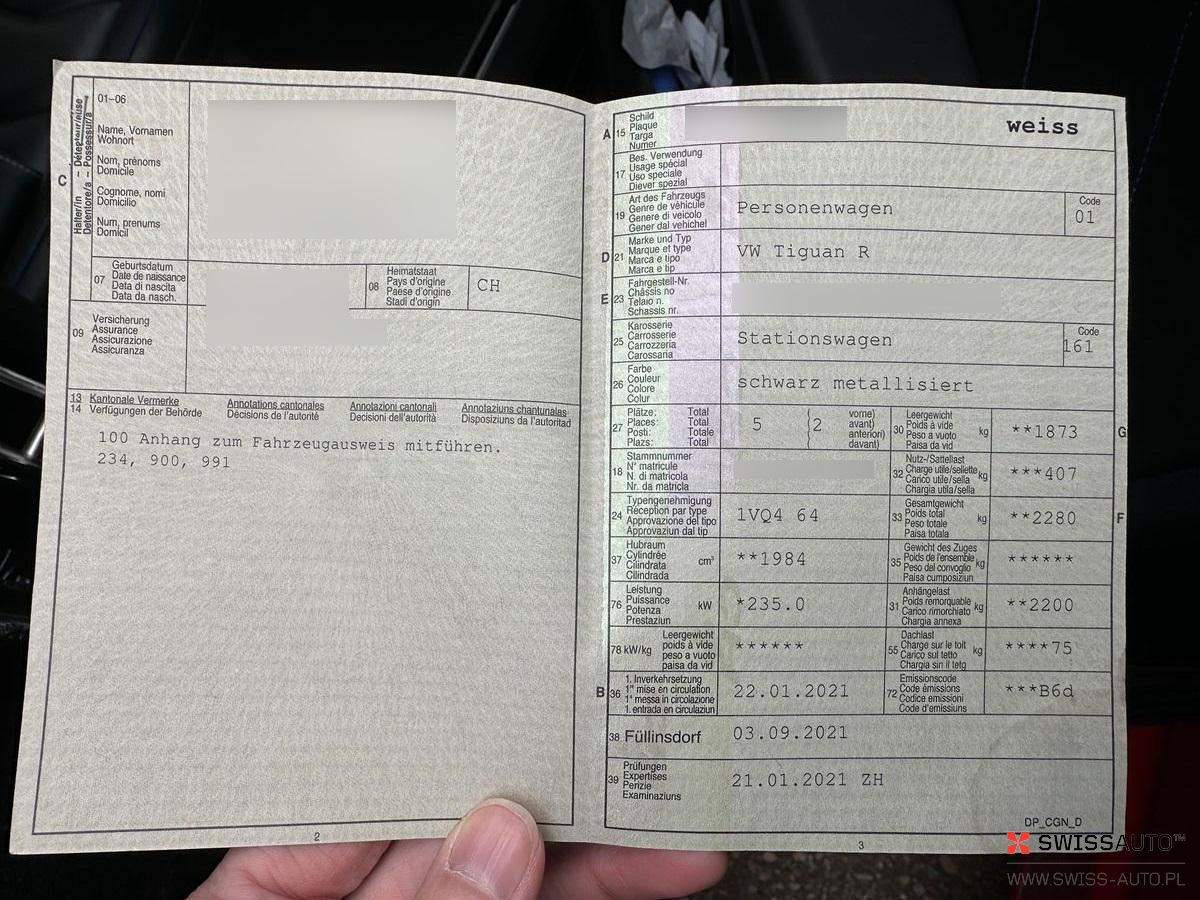 C
Halter/in – Détenteur/euse
Detentore/a – Possessur/a
01–06
Name, Vornamen
Wohnort
Nom, prénoms
Domicile
Cognome, nomi
Domicilio
Num, prenums
Domicil
07
Geburtsdatum
Date de naissance
Data di nascita
Data da nasch.
08
Heimatstaat
Pays d'origine
Paese d'origine
Stadi d'origin
CH
09
Versicherung
Assurance
Assicurazione
Assicuranza
13 Kantonale Vermerke Annotations cantonales Annotazioni cantonali Annotaziuns chantunalas
14 Verfügungen der Behörde Décisions de l'autorité Decisioni dell'autorità Disposiziuns da l'autoritad
100 Anhang zum Fahrzeugausweis mitführen.
234, 900, 991
2
A 15
Schild
Plaque
Targa
Numer
weiss
17
Bes. Verwendung
Usage spécial
Uso speciale
Diever spezial
19
Art des Fahrzeugs
Genre de véhicule
Genere di veicolo
Gener dal vehichel
Personenwagen
Code
01
D 21
Marke und Typ
Marque et type
Marca e tipo
Marca e tip
VW Tiguan R
E 23
Fahrgestell-Nr.
Châssis no
Telaio n.
Schassis nr.
25
Karosserie
Carrosserie
Carrozzeria
Carossaria
Stationswagen
Code
161
26
Farbe
Couleur
Colore
Colur
schwarz metallisiert
27
Plätze: Total
Places: Total
Posti: Totale
Plazs: Total
5 (2
vorne)
avant)
anteriori)
davant)
30
Leergewicht
Poids à vide
Peso a vuoto
Paisa da vid
kg
**1873
G
18
Stammnummer
N° matricule
N. di matricola
Nr. da matricla
32
Nutz-/Sattellast
Charge utile/sellette
Carico utile/sella
Chargia utila/sella
kg
***407
24
Typengenehmigung
Réception par type
Approvazione del tipo
Approvaziun dal tip
1VQ4 64
33
Gesamtgewicht
Poids total
Peso totale
Paisa totala
kg
**2280
F
37
Hubraum
Cylindrée
Cilindrata
Cilindrada
cm³
**1984
35
Gewicht des Zuges
Poids de l'ensemble
Peso del convoglio
Paisa cumposiziun
kg
******
76
Leistung
Puissance
Potenza
Prestaziun
kW
*235.0
31
Anhängelast
Poids remorquable
Carico rimorchiato
Chargia annexa
kg
**2200
78 kW/kg
Leergewicht
poids à vide
peso a vuoto
paisa da vid
******
55
Dachlast
Charge sur le toit
Carico sul tetto
Chargia sin il tetg
kg
****75
B 36
1. Inverkehrsetzung
1re mise en circulation
1a messa in circolazione
1. entrada en circulaziun
22.01.2021
72
Emissionscode
Code émissions
Codice emissioni
Code d'emissiuns
***B6d
38 Füllinsdorf
03.09.2021
39
Prüfungen
Expertises
Perizie
Examinaziuns
21.01.2021 ZH
DP_CGN_D
3
SWISSAUTO™
WWW.SWISS-AUTO.PL